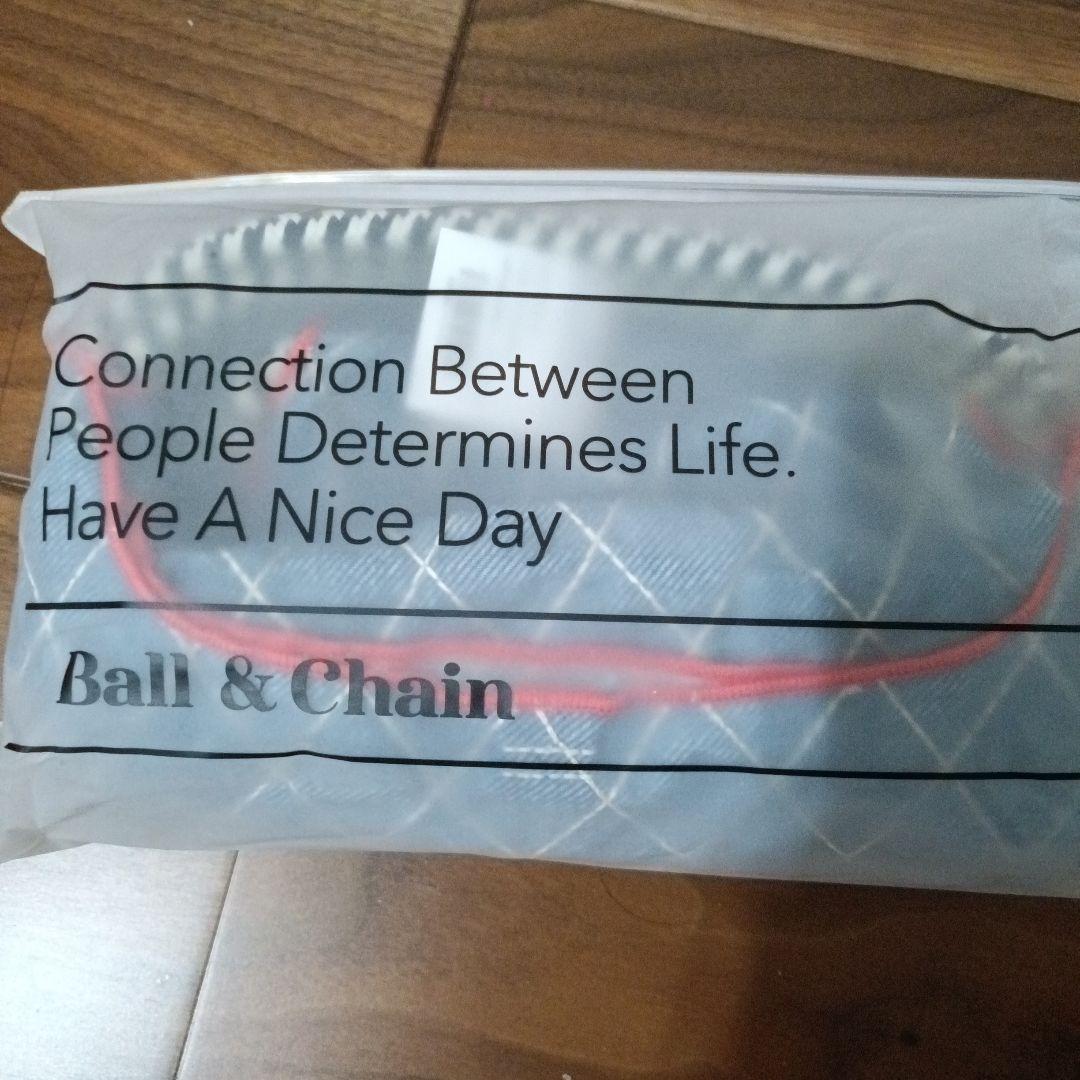 Connection Between
People Determines Life.
Have A Nice Day
Ball & Chain